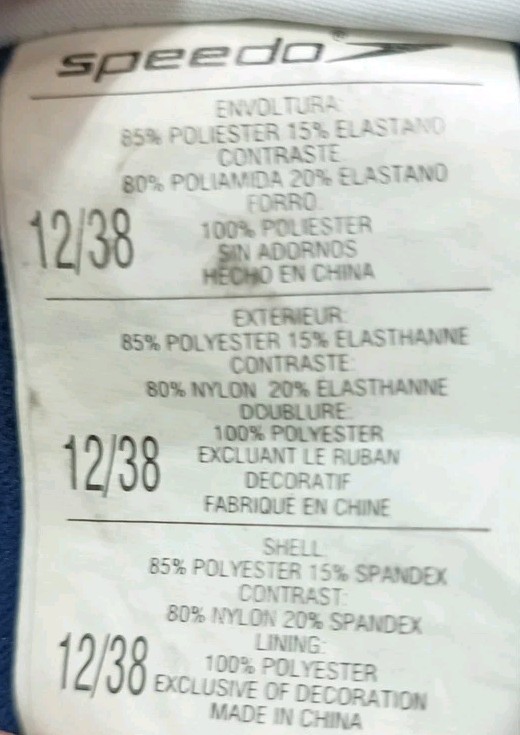 speedo®
ENVOLTURA:
85% POLIESTER 15% ELASTANO
CONTRASTE
80% POLIAMIDA 20% ELASTANO
FORRO
12/38
100% POLIESTER
SIN ADORNOS
HECHO EN CHINA
EXTERIEUR:
85% POLYESTER 15% ELASTHANNE
CONTRASTE:
80% NYLON 20% ELASTHANNE
DOUBLURE:
100% POLYESTER
12/38
EXCLUANT LE RUBAN
DECORATIF
FABRIQUE EN CHINE
SHELL
85% POLYESTER 15% SPANDEX
CONTRAST:
80% NYLON 20% SPANDEX
LINING:
12/38
100% POLYESTER
EXCLUSIVE OF DECORATION
MADE IN CHINA